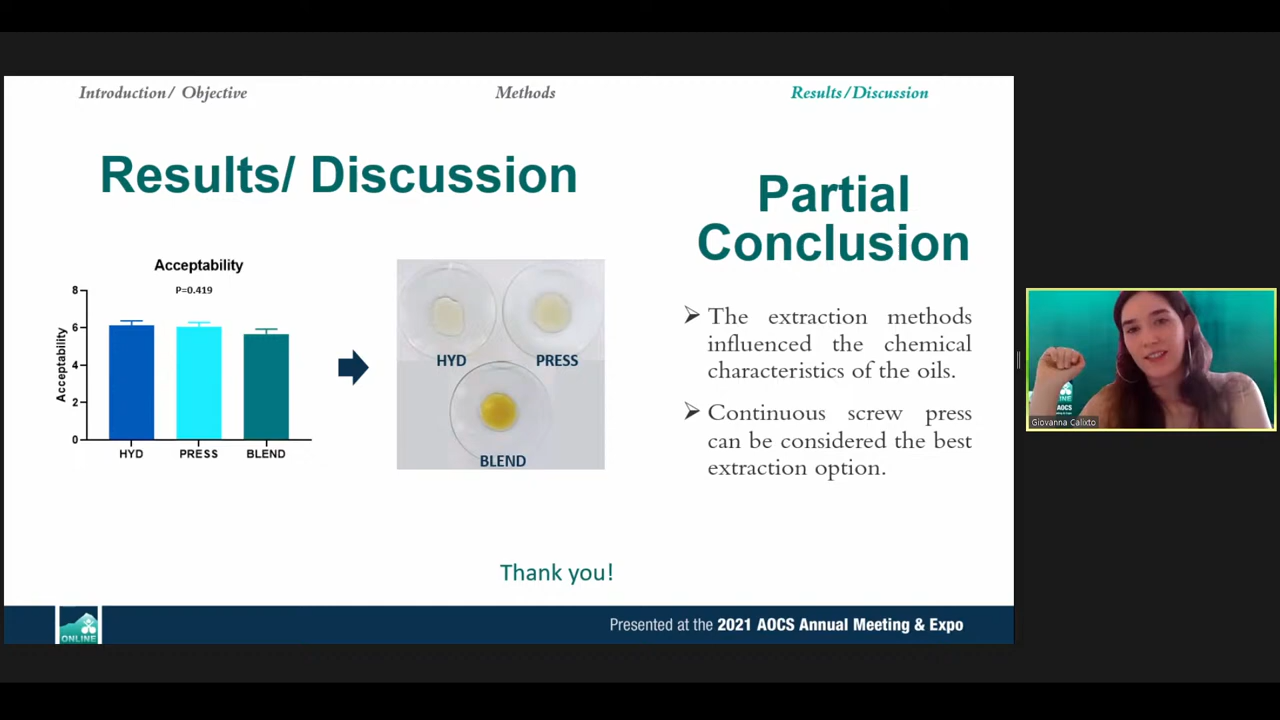 Introduction/ Objective
Methods
Results/Discussion
Results/ Discussion
Partial
Conclusion
Acceptability
P=0.419
Acceptability
8
6
4
2
0
HYD
PRESS
BLEND
HYD
PRESS
BLEND
➢ The extraction methods
influenced the chemical
characteristics of the oils.
➢ Continuous screw press
can be considered the best
extraction option.
Thank you!
ONLINE
Presented at the 2021 AOCS Annual Meeting & Expo
INE
AOCS
Giovanna Calixto